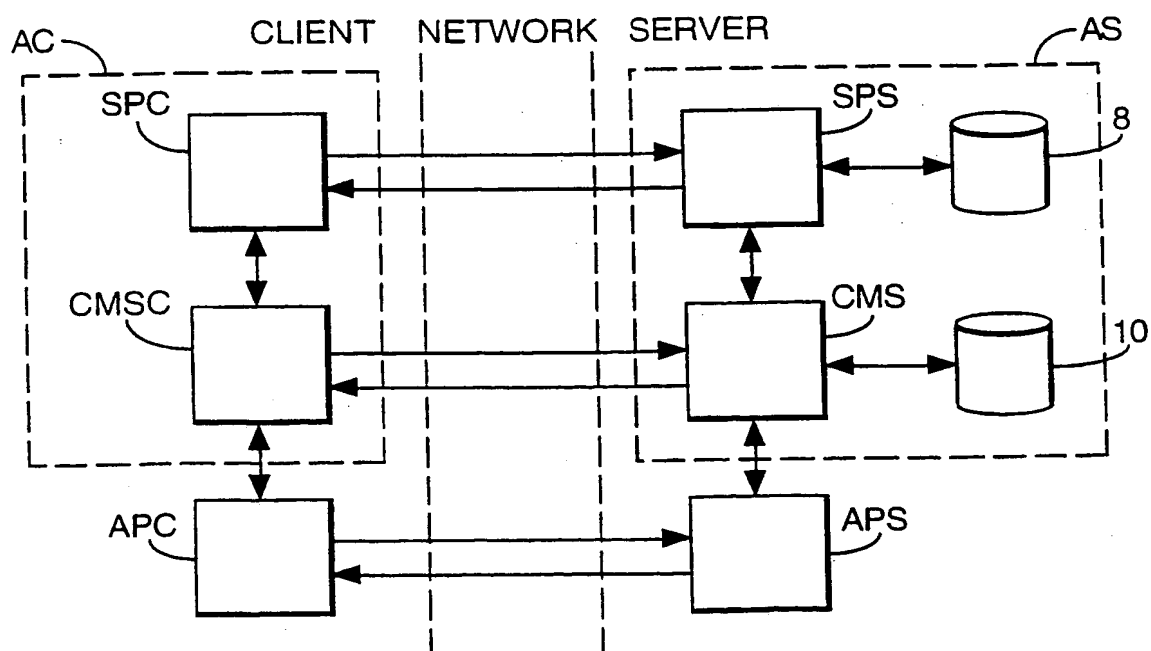 AC CLIENT NETWORK SERVER AS
SPC SPS 8
CMSC CMS 10
APC APS